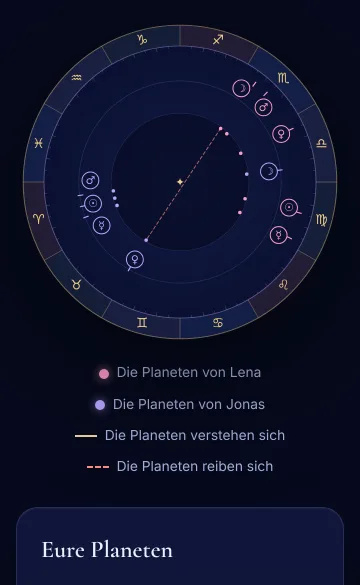 Die Planeten von Lena
Die Planeten von Jonas
Die Planeten verstehen sich
Die Planeten reiben sich
Eure Planeten